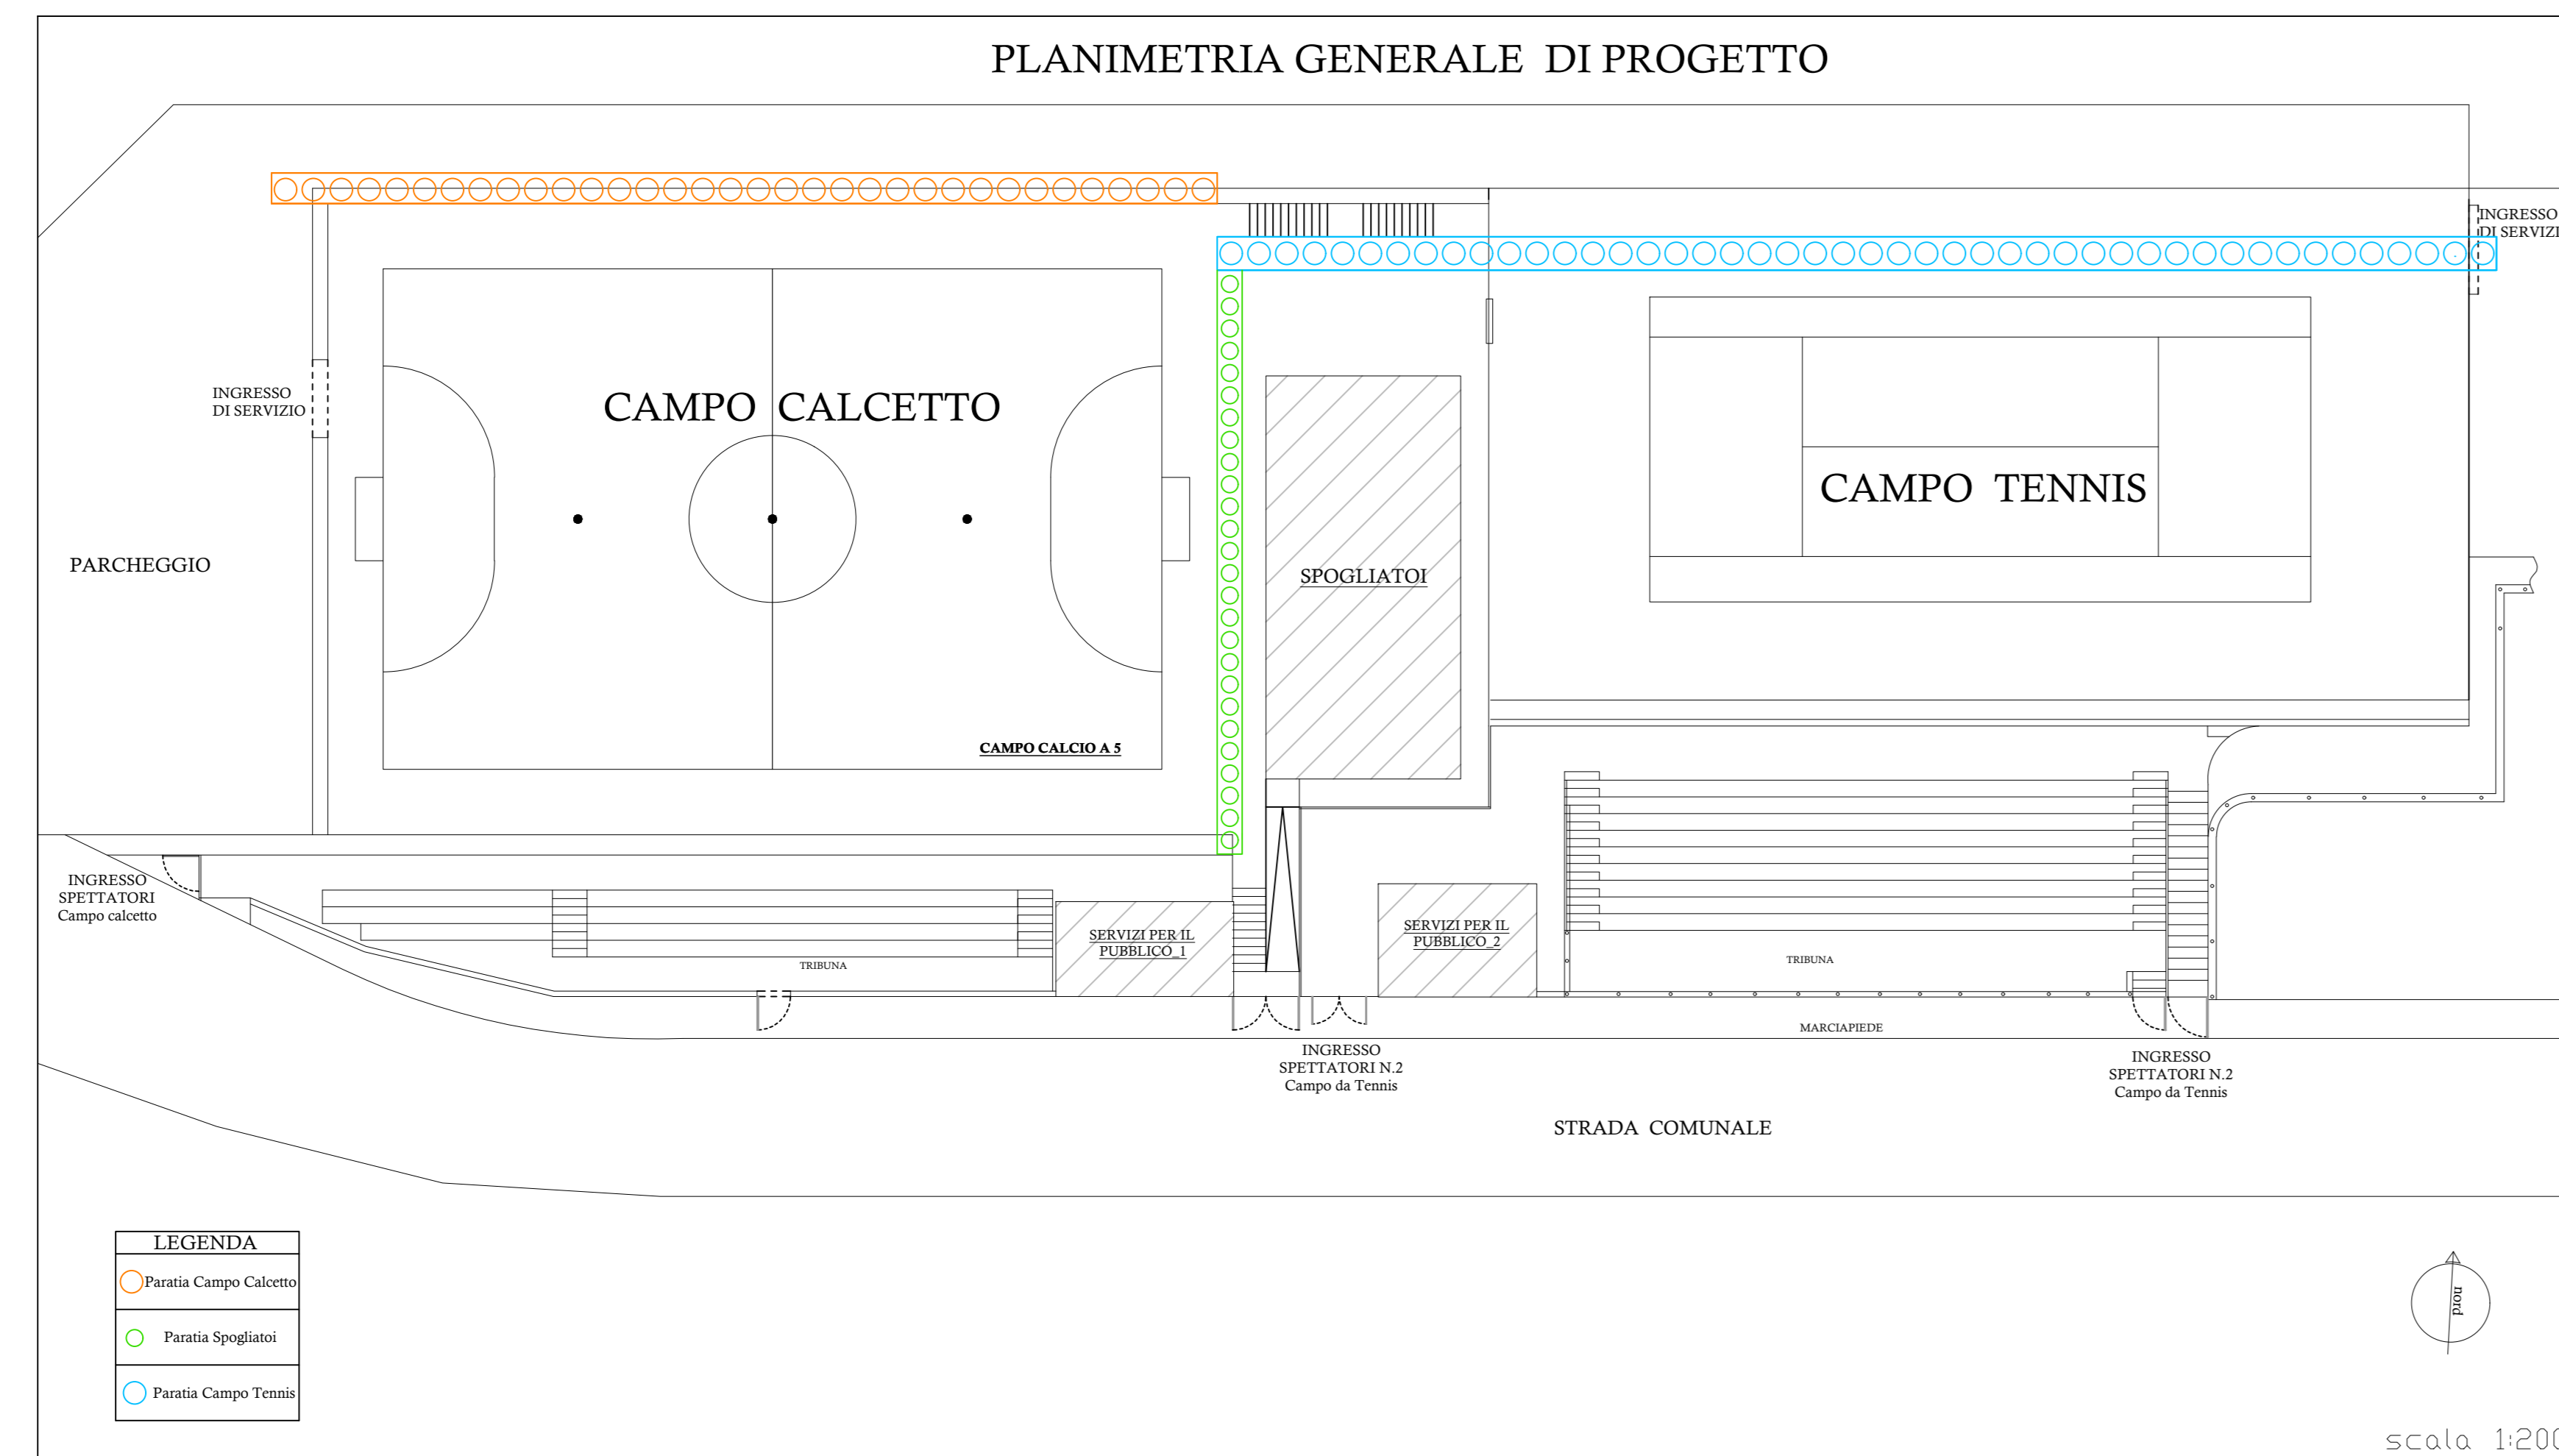 PLANIMETRIA GENERALE DI PROGETTO
INGRESSO
DI SERVIZI
INGRESSO
DI SERVIZIO
CAMPO CALCETTO
CAMPO TENNIS
PARCHEGGIO
SPOGLIATOI
CAMPO CALCIO A 5
INGRESSO
SPETTATORI
Campo calcetto
SERVIZI PER IL
PUBBLICO_1
SERVIZI PER IL
PUBBLICO_2
TRIBUNA
TRIBUNA
MARCIAPIEDE
INGRESSO
SPETTATORI N.2
Campo da Tennis
INGRESSO
SPETTATORI N.2
Campo da Tennis
STRADA COMUNALE
LEGENDA
Paratia Campo Calcetto
Paratia Spogliatoi
Paratia Campo Tennis
nord
scala 1:200